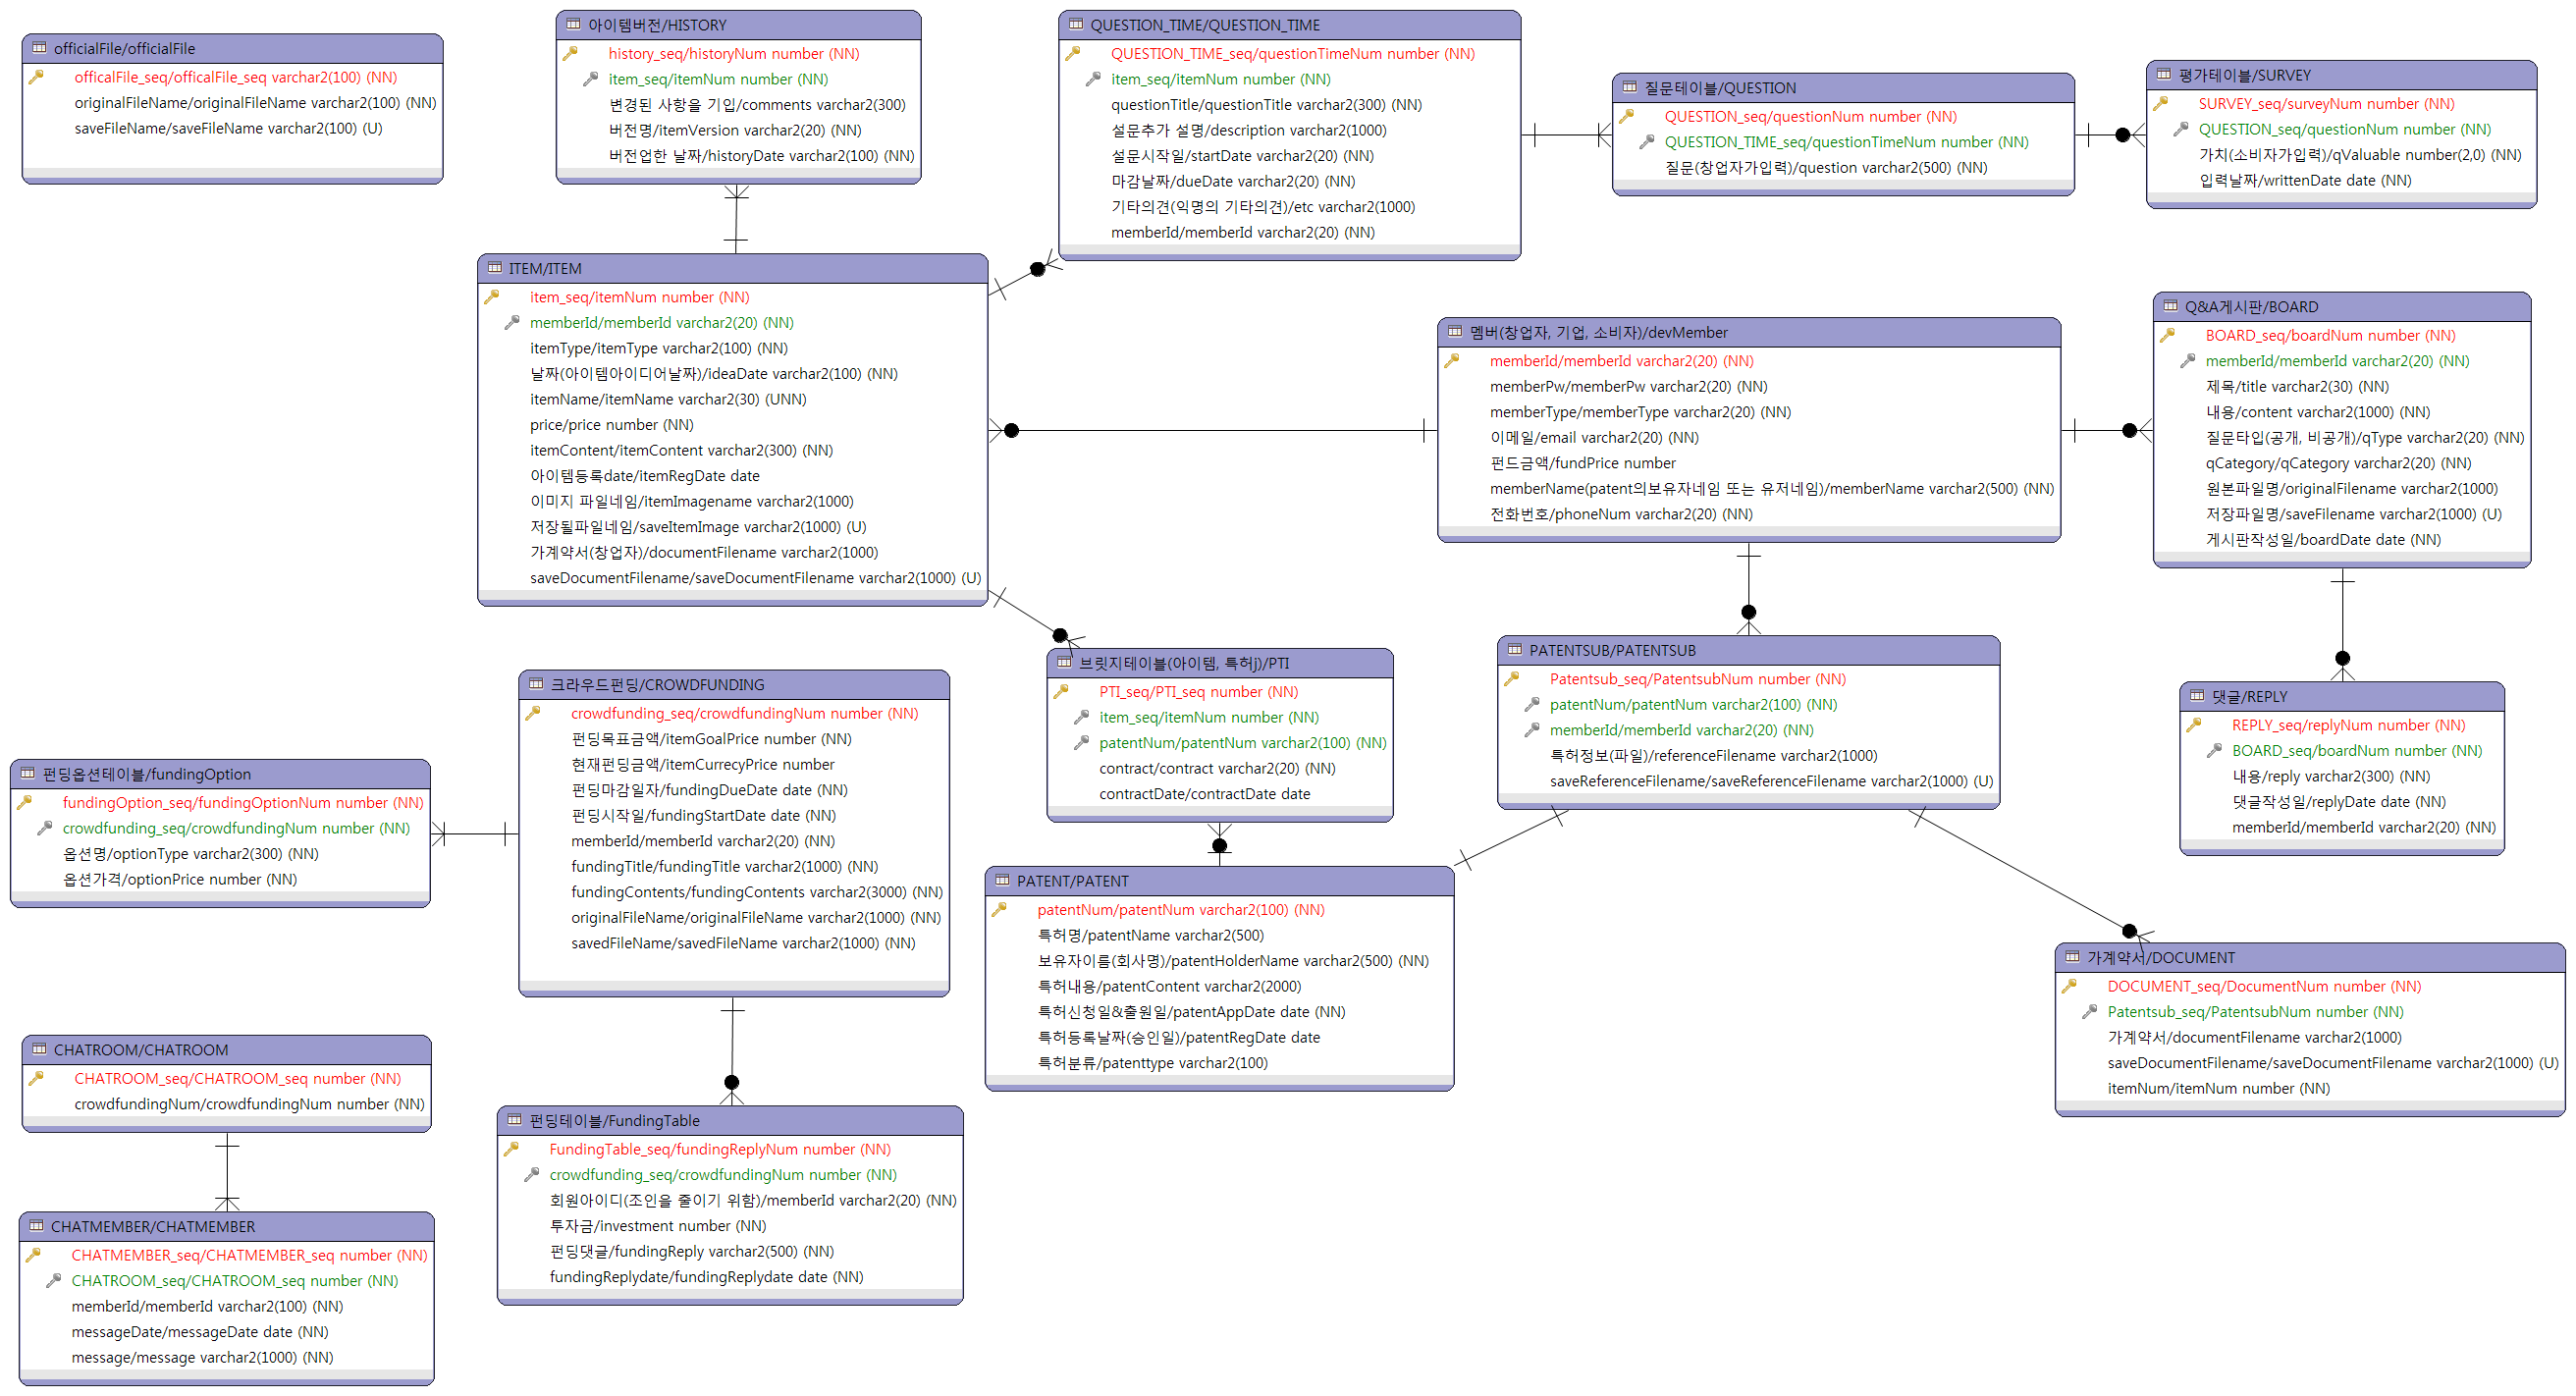 officialFile/officialFile
officalFile_seq/officalFile_seq varchar2(100) (NN)
originalFileName/originalFileName varchar2(100) (NN)
saveFileName/saveFileName varchar2(100) (U)
아이템버전/HISTORY
history_seq/historyNum number (NN)
item_seq/itemNum number (NN)
변경된 사항을 기입/comments varchar2(300)
버전명/itemVersion varchar2(20) (NN)
버전업한 날짜/historyDate varchar2(100) (NN)
QUESTION_TIME/QUESTION_TIME
QUESTION_TIME_seq/questionTimeNum number (NN)
item_seq/itemNum number (NN)
questionTitle/questionTitle varchar2(300) (NN)
설문추가 설명/description varchar2(1000)
설문시작일/startDate varchar2(20) (NN)
마감날짜/dueDate varchar2(20) (NN)
기타의견(익명의 기타의견)/etc varchar2(1000)
memberId/memberId varchar2(20) (NN)
질문테이블/QUESTION
QUESTION_seq/questionNum number (NN)
QUESTION_TIME_seq/questionTimeNum number (NN)
질문(창업자가입력)/question varchar2(500) (NN)
평가테이블/SURVEY
SURVEY_seq/surveyNum number (NN)
QUESTION_seq/questionNum number (NN)
가치(소비자가입력)/qValuable number(2,0) (NN)
입력날짜/writtenDate date (NN)
ITEM/ITEM
item_seq/itemNum number (NN)
memberId/memberId varchar2(20) (NN)
itemType/itemType varchar2(100) (NN)
날짜(아이템아이디어날짜)/ideaDate varchar2(100) (NN)
itemName/itemName varchar2(30) (UNN)
price/price number (NN)
itemContent/itemContent varchar2(300) (NN)
아이템등록date/itemRegDate date
이미지 파일네임/itemImagename varchar2(1000)
저장될파일네임/saveItemImage varchar2(1000) (U)
가계약서(창업자)/documentFilename varchar2(1000)
saveDocumentFilename/saveDocumentFilename varchar2(1000) (U)
멤버(창업자, 기업, 소비자)/devMember
memberId/memberId varchar2(20) (NN)
memberPw/memberPw varchar2(20) (NN)
memberType/memberType varchar2(20) (NN)
이메일/email varchar2(20) (NN)
펀드금액/fundPrice number
memberName(patent의보유자네임 또는 유저네임)/memberName varchar2(500) (NN)
전화번호/phoneNum varchar2(20) (NN)
Q&A게시판/BOARD
BOARD_seq/boardNum number (NN)
memberId/memberId varchar2(20) (NN)
제목/title varchar2(30) (NN)
내용/content varchar2(1000) (NN)
질문타입(공개, 비공개)/qType varchar2(20) (NN)
qCategory/qCategory varchar2(20) (NN)
원본파일명/originalFilename varchar2(1000)
저장파일명/saveFilename varchar2(1000) (U)
게시판작성일/boardDate date (NN)
브릿지테이블(아이템, 특허j)/PTI
PTI_seq/PTI_seq number (NN)
item_seq/itemNum number (NN)
patentNum/patentNum varchar2(100) (NN)
contract/contract varchar2(20) (NN)
contractDate/contractDate date
PATENTSUB/PATENTSUB
Patentsub_seq/PatentsubNum number (NN)
patentNum/patentNum varchar2(100) (NN)
memberId/memberId varchar2(20) (NN)
특허정보(파일)/referenceFilename varchar2(1000)
saveReferenceFilename/saveReferenceFilename varchar2(1000) (U)
댓글/REPLY
REPLY_seq/replyNum number (NN)
BOARD_seq/boardNum number (NN)
내용/reply varchar2(300) (NN)
댓글작성일/replyDate date (NN)
memberId/memberId varchar2(20) (NN)
크라우드펀딩/CROWDFUNDING
crowdfunding_seq/crowdfundingNum number (NN)
펀딩목표금액/itemGoalPrice number (NN)
현재펀딩금액/itemCurrecyPrice number
펀딩마감일자/fundingDueDate date (NN)
펀딩시작일/fundingStartDate date (NN)
memberId/memberId varchar2(20) (NN)
fundingTitle/fundingTitle varchar2(1000) (NN)
fundingContents/fundingContents varchar2(3000) (NN)
originalFileName/originalFileName varchar2(1000) (NN)
savedFileName/savedFileName varchar2(1000) (NN)
펀딩옵션테이블/fundingOption
fundingOption_seq/fundingOptionNum number (NN)
crowdfunding_seq/crowdfundingNum number (NN)
옵션명/optionType varchar2(300) (NN)
옵션가격/optionPrice number (NN)
PATENT/PATENT
patentNum/patentNum varchar2(100) (NN)
특허명/patentName varchar2(500)
보유자이름(회사명)/patentHolderName varchar2(500) (NN)
특허내용/patentContent varchar2(2000)
특허신청일&출원일/patentAppDate date (NN)
특허등록날짜(승인일)/patentRegDate date
특허분류/patenttype varchar2(100)
가계약서/DOCUMENT
DOCUMENT_seq/DocumentNum number (NN)
Patentsub_seq/PatentsubNum number (NN)
가계약서/documentFilename varchar2(1000)
saveDocumentFilename/saveDocumentFilename varchar2(1000) (U)
itemNum/itemNum number (NN)
CHATROOM/CHATROOM
CHATROOM_seq/CHATROOM_seq number (NN)
crowdfundingNum/crowdfundingNum number (NN)
펀딩테이블/FundingTable
FundingTable_seq/fundingReplyNum number (NN)
crowdfunding_seq/crowdfundingNum number (NN)
회원아이디(조인을 줄이기 위함)/memberId varchar2(20) (NN)
투자금/investment number (NN)
펀딩댓글/fundingReply varchar2(500) (NN)
fundingReplydate/fundingReplydate date (NN)
CHATMEMBER/CHATMEMBER
CHATMEMBER_seq/CHATMEMBER_seq number (NN)
CHATROOM_seq/CHATROOM_seq number (NN)
memberId/memberId varchar2(100) (NN)
messageDate/messageDate date (NN)
message/message varchar2(1000) (NN)